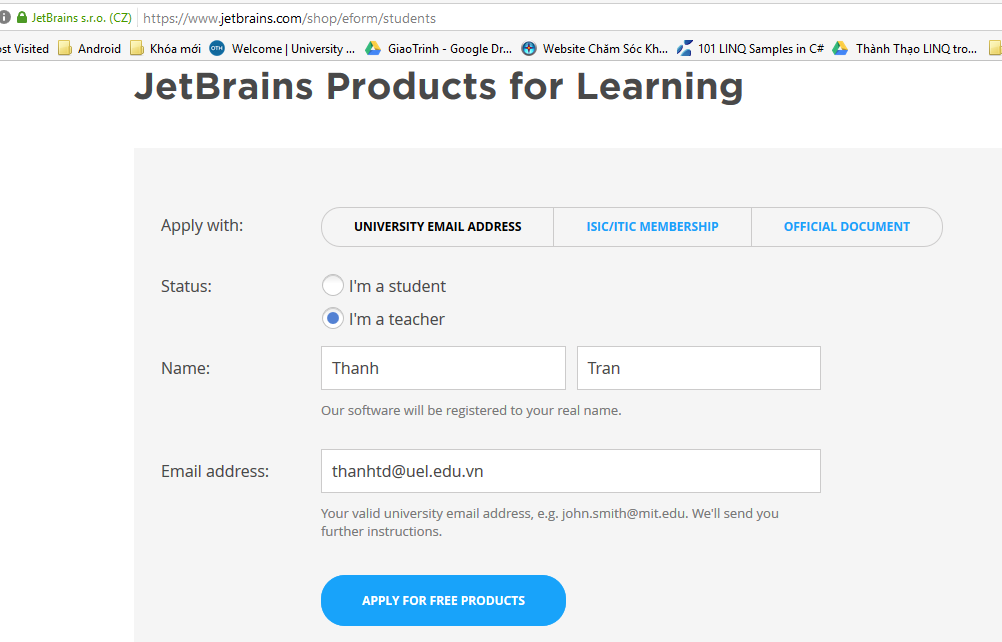 JetBrains s.r.o. (CZ) https://www.jetbrains.com/shop/eform/students
ost Visited Android Khóa mới OTH Welcome | University ... GiaoTrinh - Google Dr... Website Chăm Sóc Kh... 101 LINQ Samples in C# Thành Thạo LINQ tro...
JetBrains Products for Learning
Apply with: UNIVERSITY EMAIL ADDRESS ISIC/ITIC MEMBERSHIP OFFICIAL DOCUMENT
Status: I'm a student
I'm a teacher
Name: Thanh Tran
Our software will be registered to your real name.
Email address: thanhtd@uel.edu.vn
Your valid university email address, e.g. john.smith@mit.edu. We'll send you
further instructions.
APPLY FOR FREE PRODUCTS